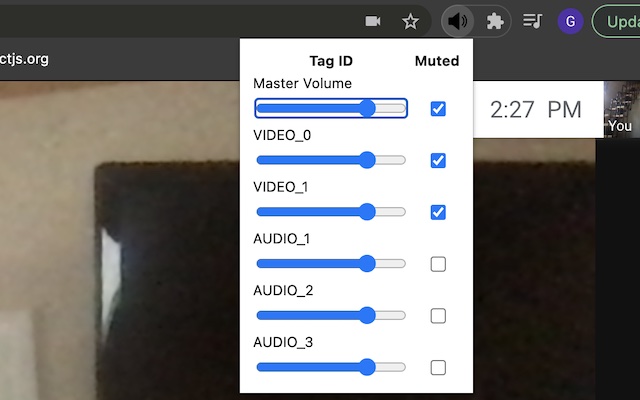 G
Upda
ctjs.org
Tag ID Muted
Master Volume
VIDEO_0
VIDEO_1
AUDIO_1
AUDIO_2
AUDIO_3
2:27 PM
You